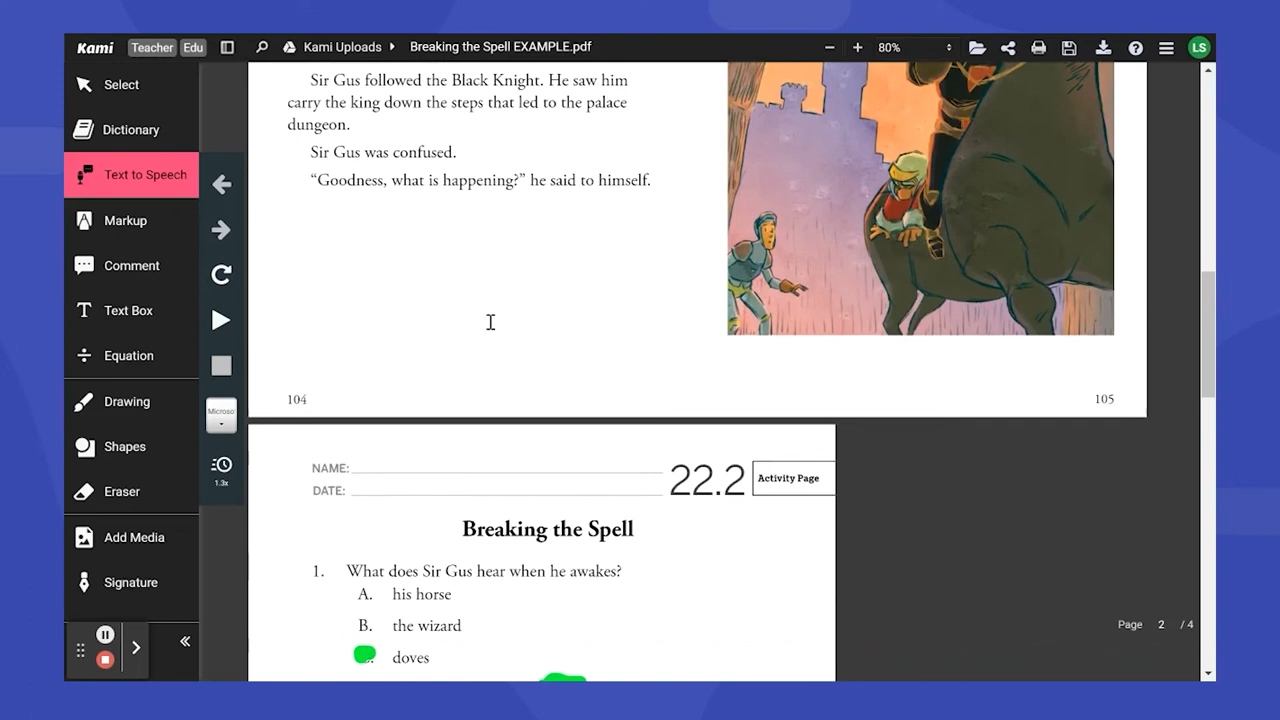 Kami Teacher Edu Kami Uploads Breaking the Spell EXAMPLE.pdf 80% LS
Select
Dictionary
Text to Speech
Markup
Comment
Text Box
Equation
Drawing
Shapes
Eraser
Add Media
Signature
Microso
1.3x
Sir Gus followed the Black Knight. He saw him
carry the king down the steps that led to the palace
dungeon.
Sir Gus was confused.
“Goodness, what is happening?” he said to himself.
104
105
NAME:
DATE:
22.2
Activity Page
Breaking the Spell
1. What does Sir Gus hear when he awakes?
A. his horse
B. the wizard
doves
Page 2 / 4